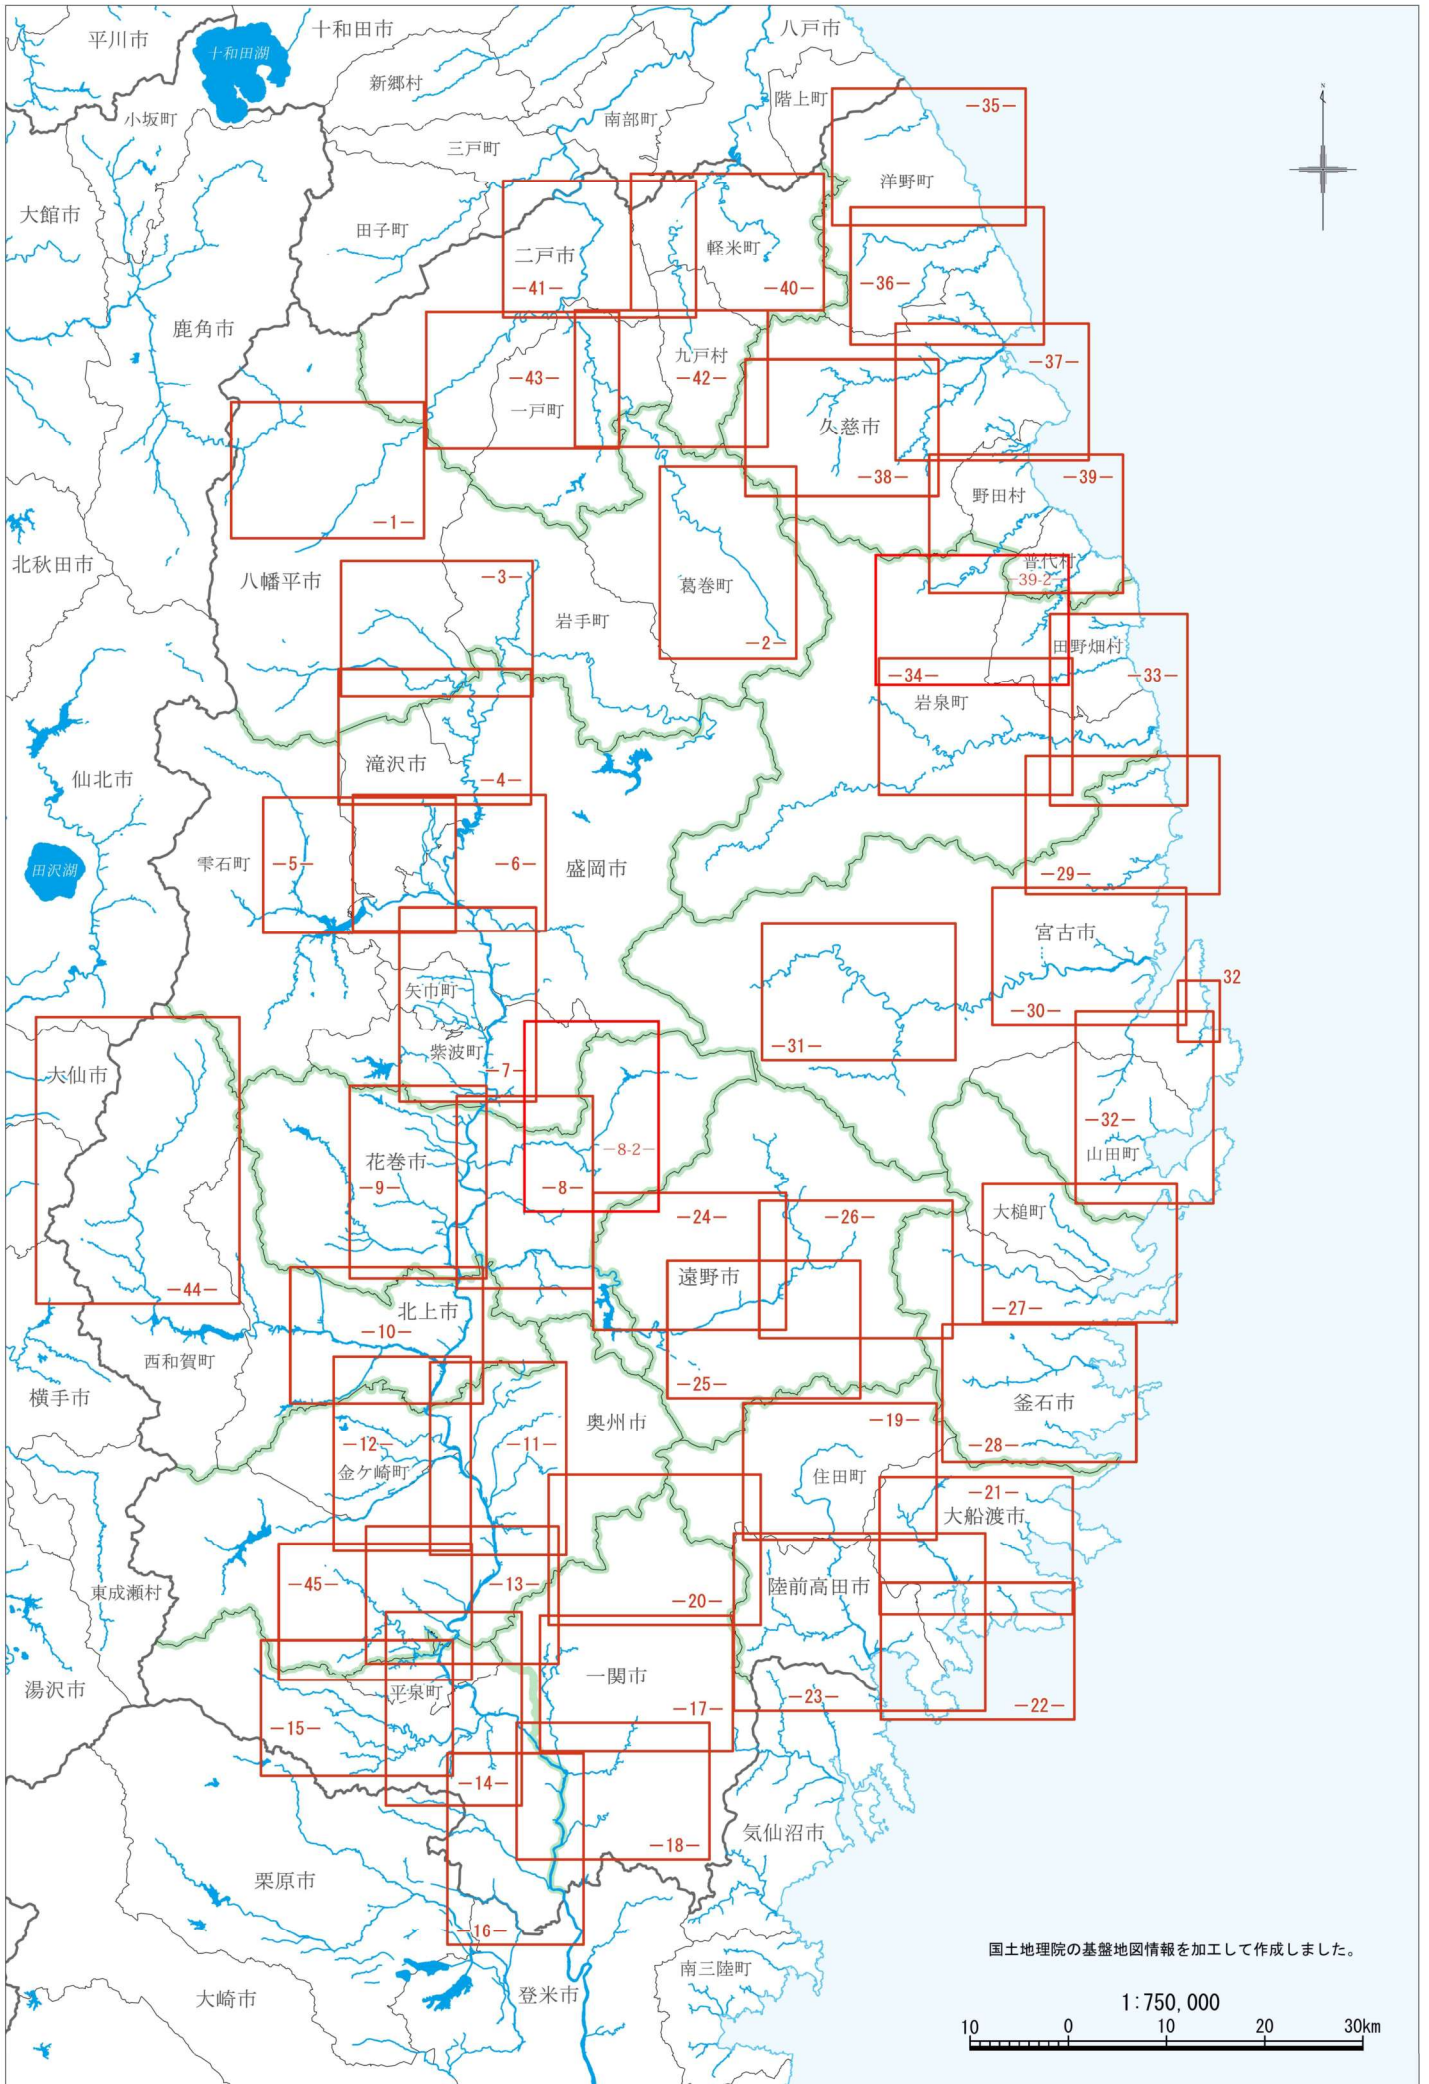 平川市
十和田湖
十和田市
八戸市
新郷村
階上町
－35－
小坂町
南部町
三戸町
洋野町
大館市
田子町
二戸市
軽米町
－41－
－40－
－36－
鹿角市
九戸村
－37－
－43－
－42－
一戸町
久慈市
－38－
－39－
野田村
－1－
北秋田市
八幡平市
－3－
普代村
－39-2－
葛巻町
岩手町
－2－
田野畑村
－34－
－33－
岩泉町
滝沢市
－4－
仙北市
田沢湖
雫石町
－5－
－6－
盛岡市
－29－
宮古市
32
矢巾町
－30－
－31－
紫波町
－7－
大仙市
－32－
－8-2－
山田町
花巻市
－9－
－8－
－24－
－26－
大槌町
遠野市
－44－
北上市
－27－
－10－
西和賀町
－25－
横手市
釜石市
奥州市
－19－
－12－
－11－
－28－
金ケ崎町
住田町
－21－
大船渡市
東成瀬村
－45－
－13－
－20－
陸前高田市
一関市
湯沢市
平泉町
－23－
－17－
－22－
－15－
－14－
気仙沼市
－18－
栗原市
－16－
国土地理院の基盤地図情報を加工して作成しました。
南三陸町
大崎市
登米市
1:750,000
10 0 10 20 30km
N